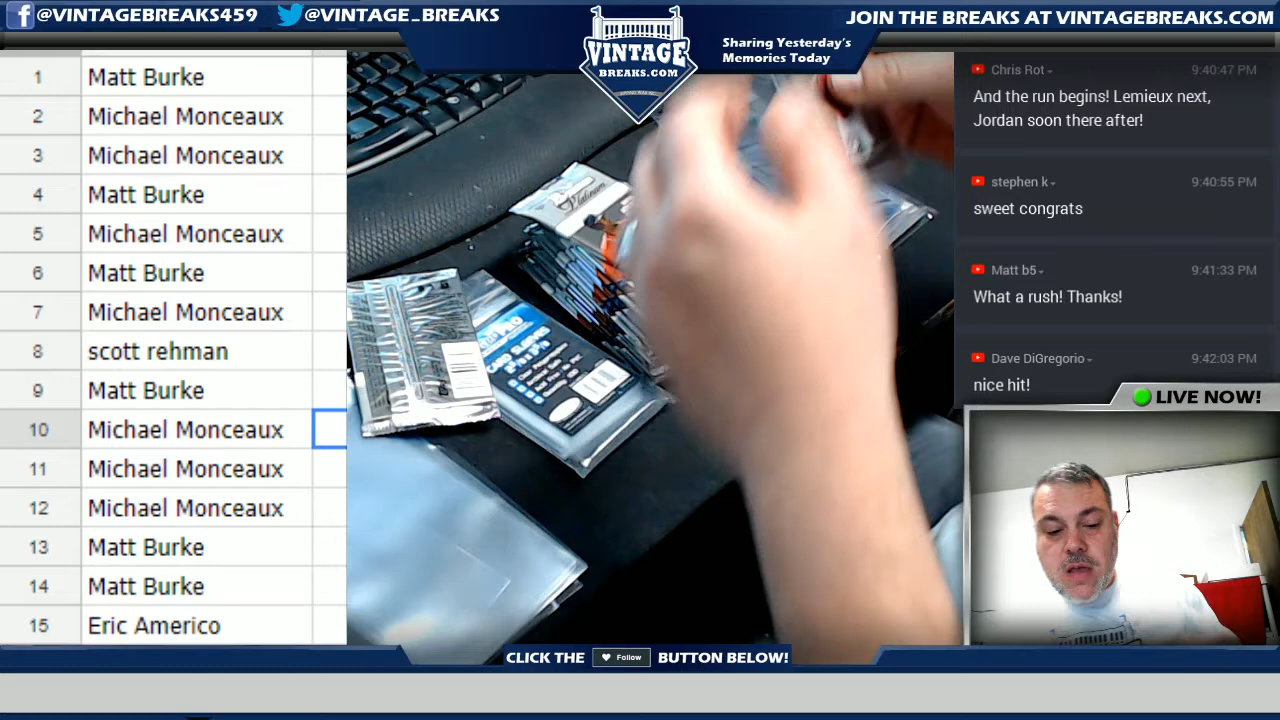 @VINTAGEBREAKS459
@VINTAGE_BREAKS
VINTAGE
BREAKS.COM
Sharing Yesterday's
Memories Today
JOIN THE BREAKS AT VINTAGEBREAKS.COM
1 Matt Burke
2 Michael Monceaux
3 Michael Monceaux
4 Matt Burke
5 Michael Monceaux
6 Matt Burke
7 Michael Monceaux
8 scott rehman
9 Matt Burke
10 Michael Monceaux
11 Michael Monceaux
12 Michael Monceaux
13 Matt Burke
14 Matt Burke
15 Eric Americo
Platinum
CARD SLEEVES
Chris Rot 9:40:47 PM
And the run begins! Lemieux next,
Jordan soon there after!
stephen k 9:40:55 PM
sweet congrats
Matt b5 9:41:33 PM
What a rush! Thanks!
Dave DiGregorio 9:42:03 PM
nice hit!
LIVE NOW!
CLICK THE Follow BUTTON BELOW!